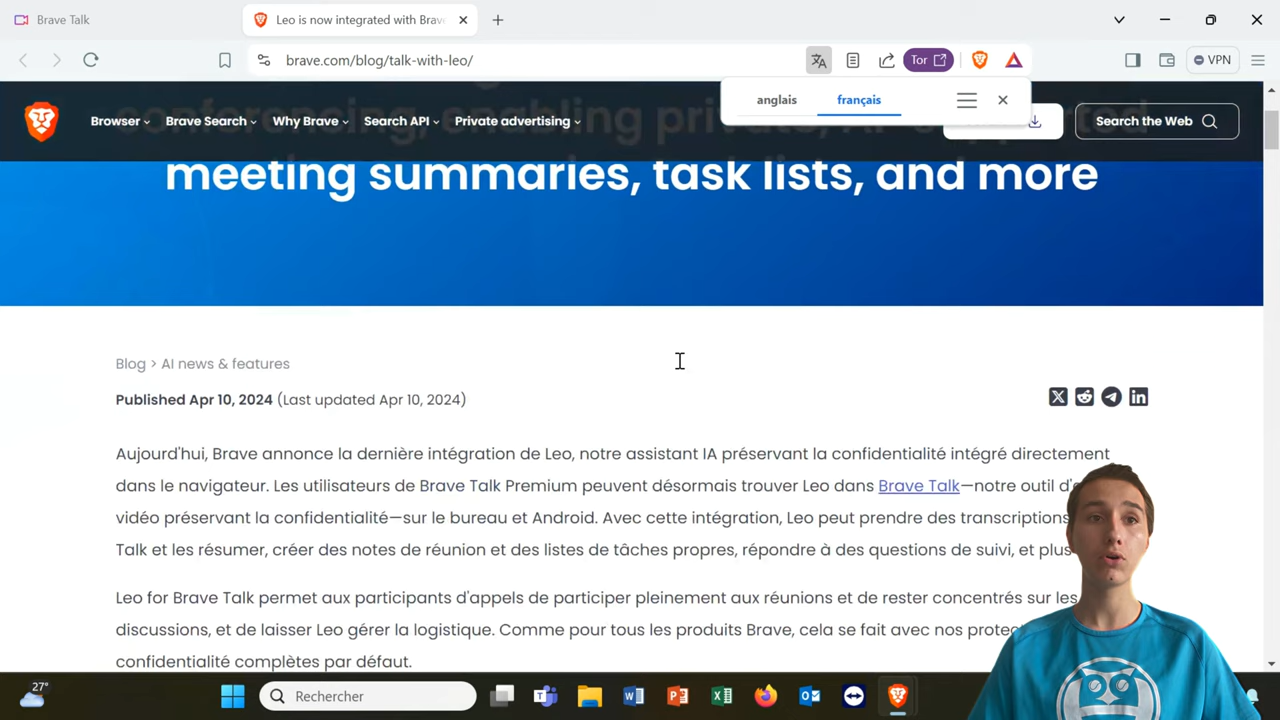 Brave Talk
Leo is now integrated with Brave
brave.com/blog/talk-with-leo/
Tor
VPN
anglais français
Browser Brave Search Why Brave Search API Private advertising
Search the Web
meeting summaries, task lists, and more
Blog > AI news & features
Published Apr 10, 2024 (Last updated Apr 10, 2024)
Aujourd'hui, Brave annonce la dernière intégration de Leo, notre assistant IA préservant la confidentialité intégré directement
dans le navigateur. Les utilisateurs de Brave Talk Premium peuvent désormais trouver Leo dans Brave Talk—notre outil
vidéo préservant la confidentialité—sur le bureau et Android. Avec cette intégration, Leo peut prendre des transcriptions
Talk et les résumer, créer des notes de réunion et des listes de tâches propres, répondre à des questions de suivi, et plus
Leo for Brave Talk permet aux participants d'appels de participer pleinement aux réunions et de rester concentrés sur les
discussions, et de laisser Leo gérer la logistique. Comme pour tous les produits Brave, cela se fait avec nos
confidentialité complètes par défaut.
27°
Rechercher